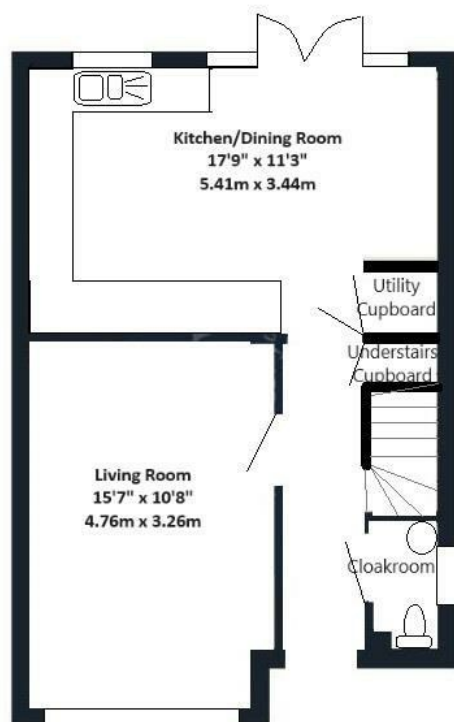 Kitchen/Dining Room
17'9" x 11'3"
5.41m x 3.44m
Utility
Cupboard
Understairs
Cupboard
Living Room
15'7" x 10'8"
4.76m x 3.26m
Cloakroom